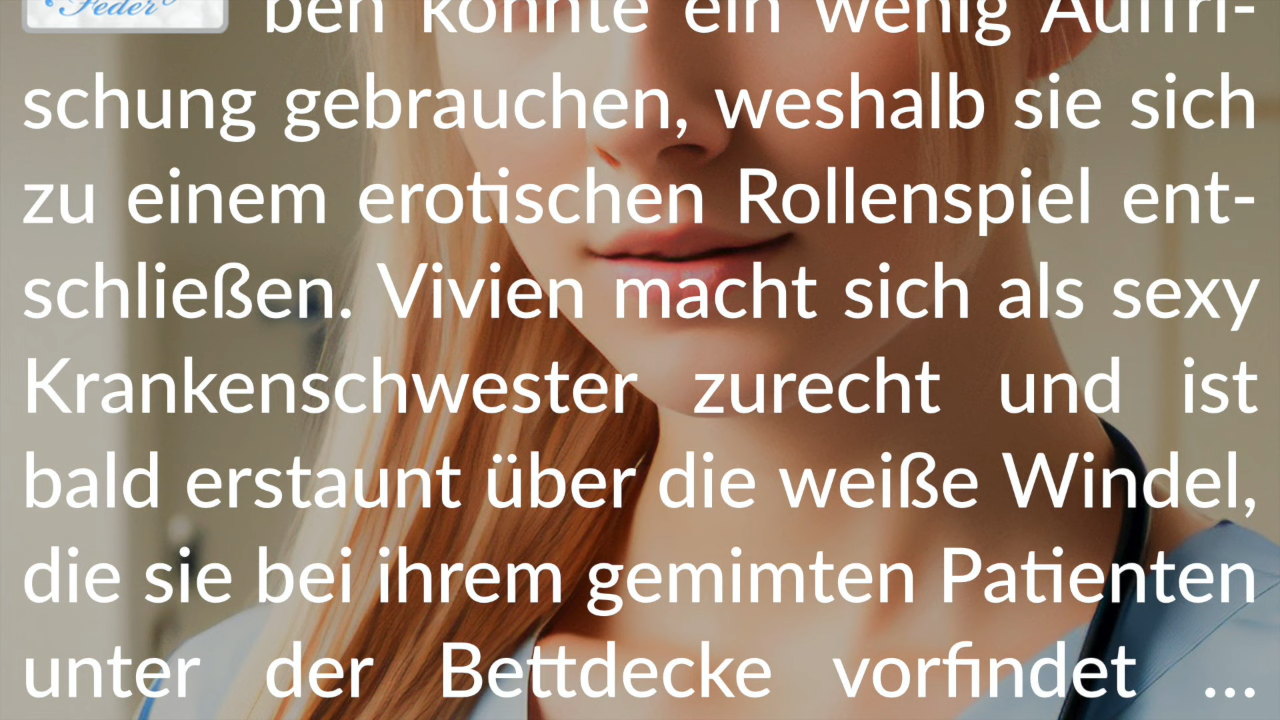 Feder
ben könnte ein wenig Auffri-
schung gebrauchen, weshalb sie sich
zu einem erotischen Rollenspiel ent-
schließen. Vivien macht sich als sexy
Krankenschwester zurecht und ist
bald erstaunt über die weiße Windel,
die sie bei ihrem gemimten Patienten
unter der Bettdecke vorfindet ...